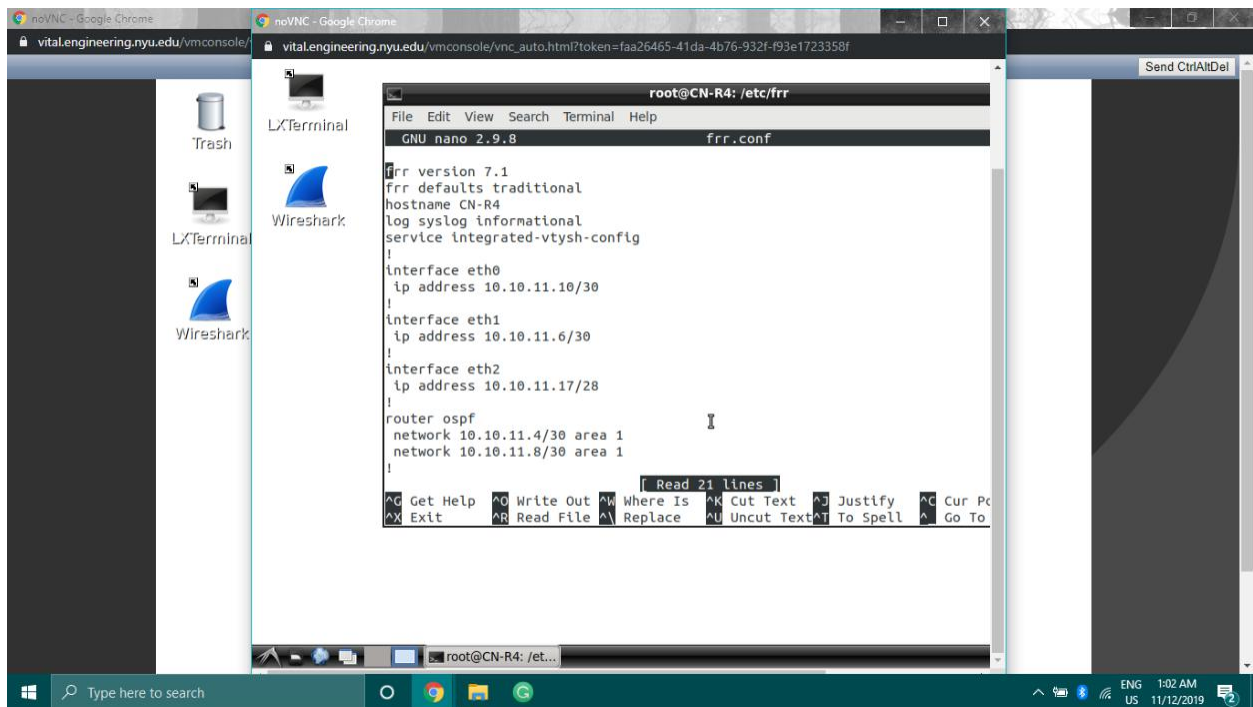 noVNC - Google Chrome
vital.engineering.nyu.edu/vmconsole/
noVNC - Google Chrome
vital.engineering.nyu.edu/vmconsole/vnc_auto.html?token=faa26465-41da-4b76-932f-f93e1723358f
Send CtrlAltDel
Trash
LXTerminal
Wireshark
LXTerminal
Wireshark
root@CN-R4: /etc/frr
File Edit View Search Terminal Help
GNU nano 2.9.8 frr.conf
frr version 7.1
frr defaults traditional
hostname CN-R4
log syslog informational
service integrated-vtysh-config
!
interface eth0
ip address 10.10.11.10/30
!
interface eth1
ip address 10.10.11.6/30
!
interface eth2
ip address 10.10.11.17/28
!
router ospf
network 10.10.11.4/30 area 1
network 10.10.11.8/30 area 1
!
[ Read 21 lines ]
^G Get Help ^O Write Out ^W Where Is ^K Cut Text ^J Justify ^C Cur Po
^X Exit ^R Read File ^\ Replace ^U Uncut Text ^T To Spell ^_ Go To
root@CN-R4: /et...
Type here to search
ENG 1:02 AM
US 11/12/2019
2